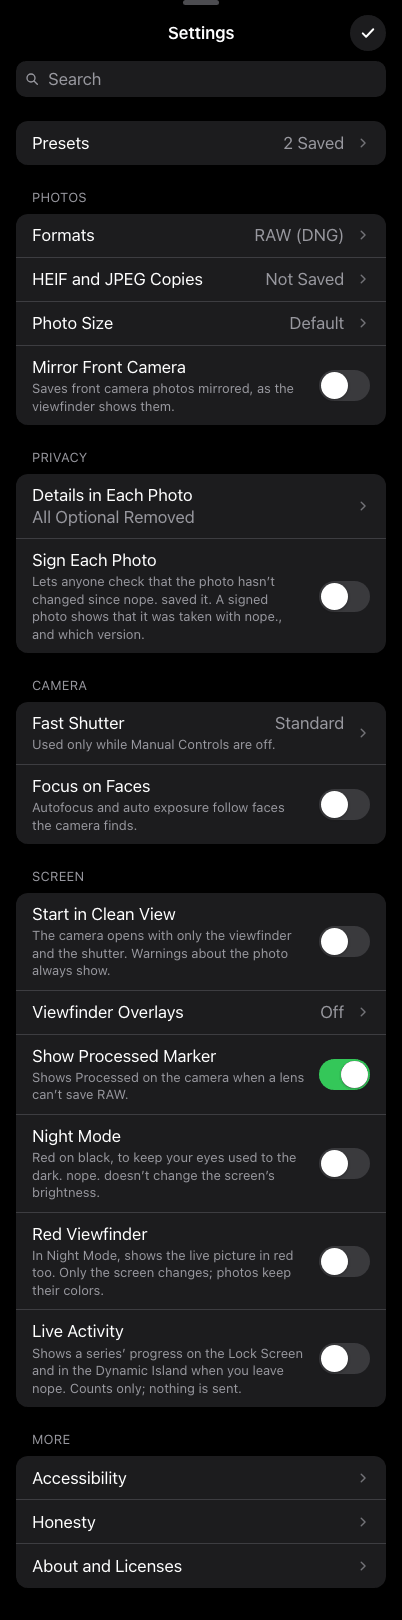 Settings
Search
Presets
2 Saved
PHOTOS
Formats
RAW (DNG)
HEIF and JPEG Copies
Not Saved
Photo Size
Default
Mirror Front Camera
Saves front camera photos mirrored, as the
viewfinder shows them.
PRIVACY
Details in Each Photo
All Optional Removed
Sign Each Photo
Lets anyone check that the photo hasn’t
changed since nope. saved it. A signed
photo shows that it was taken with nope.,
and which version.
CAMERA
Fast Shutter
Standard
Used only while Manual Controls are off.
Focus on Faces
Autofocus and auto exposure follow faces
the camera finds.
SCREEN
Start in Clean View
The camera opens with only the viewfinder
and the shutter. Warnings about the photo
always show.
Viewfinder Overlays
Off
Show Processed Marker
Shows Processed on the camera when a lens
can’t save RAW.
Night Mode
Red on black, to keep your eyes used to the
dark. nope. doesn’t change the screen’s
brightness.
Red Viewfinder
In Night Mode, shows the live picture in red
too. Only the screen changes; photos keep
their colors.
Live Activity
Shows a series’ progress on the Lock Screen
and in the Dynamic Island when you leave
nope. Counts only; nothing is sent.
MORE
Accessibility
Honesty
About and Licenses